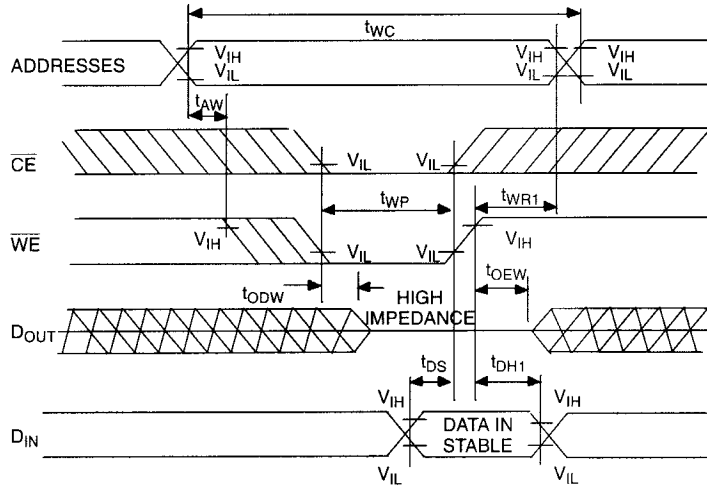 tWC
ADDRESSES VIH VIH VIH
VIL VIL VIL
tAW
CE VIL VIL
tWP tWR1
WE VIH VIL VIL VIH
tODW HIGH tOEW
DOUT IMPEDANCE
tDS tDH1
VIH VIH
DIN DATA IN
STABLE
VIL VIL